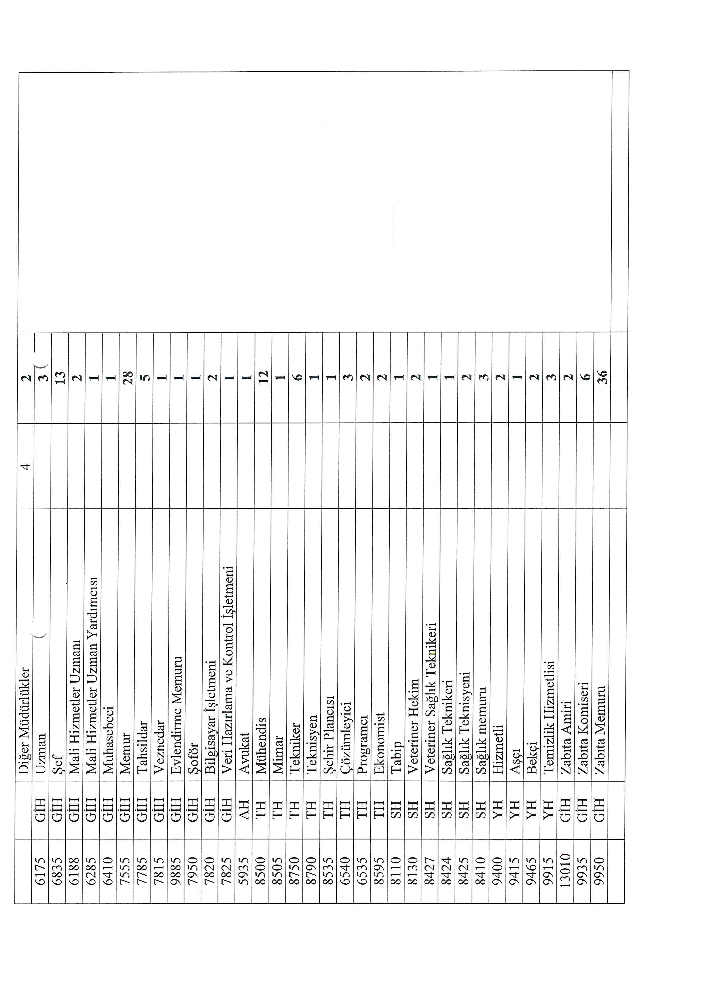 Diğer Müdürlükler 4 2
6175 GİH Uzman 3
6835 GİH Şef 13
6188 GİH Mali Hizmetler Uzmanı 2
6285 GİH Mali Hizmetler Uzman Yardımcısı 1
6410 GİH Muhasebeci 1
7555 GİH Memur 28
7785 GİH Tahsildar 5
7815 GİH Veznedar 1
9885 GİH Evlendirme Memuru 1
7950 GİH Şoför 1
7820 GİH Bilgisayar İşletmeni 2
7825 GİH Veri Hazırlama ve Kontrol İşletmeni 1
5935 AH Avukat 1
8500 TH Mühendis 12
8505 TH Mimar 1
8750 TH Tekniker 6
8790 TH Teknisyen 1
8535 TH Şehir Plancısı 1
6540 TH Çözümleyici 3
6535 TH Programcı 2
8595 TH Ekonomist 2
8110 SH Tabip 1
8130 SH Veteriner Hekim 2
8427 SH Veteriner Sağlık Teknikeri 1
8424 SH Sağlık Teknikeri 1
8425 SH Sağlık Teknisyeni 2
8410 SH Sağlık memuru 3
9400 YH Hizmetli 2
9415 YH Aşçı 1
9465 YH Bekçi 2
9915 YH Temizlik Hizmetlisi 3
13010 GİH Zabıta Amiri 2
9935 GİH Zabıta Komiseri 6
9950 GİH Zabıta Memuru 36